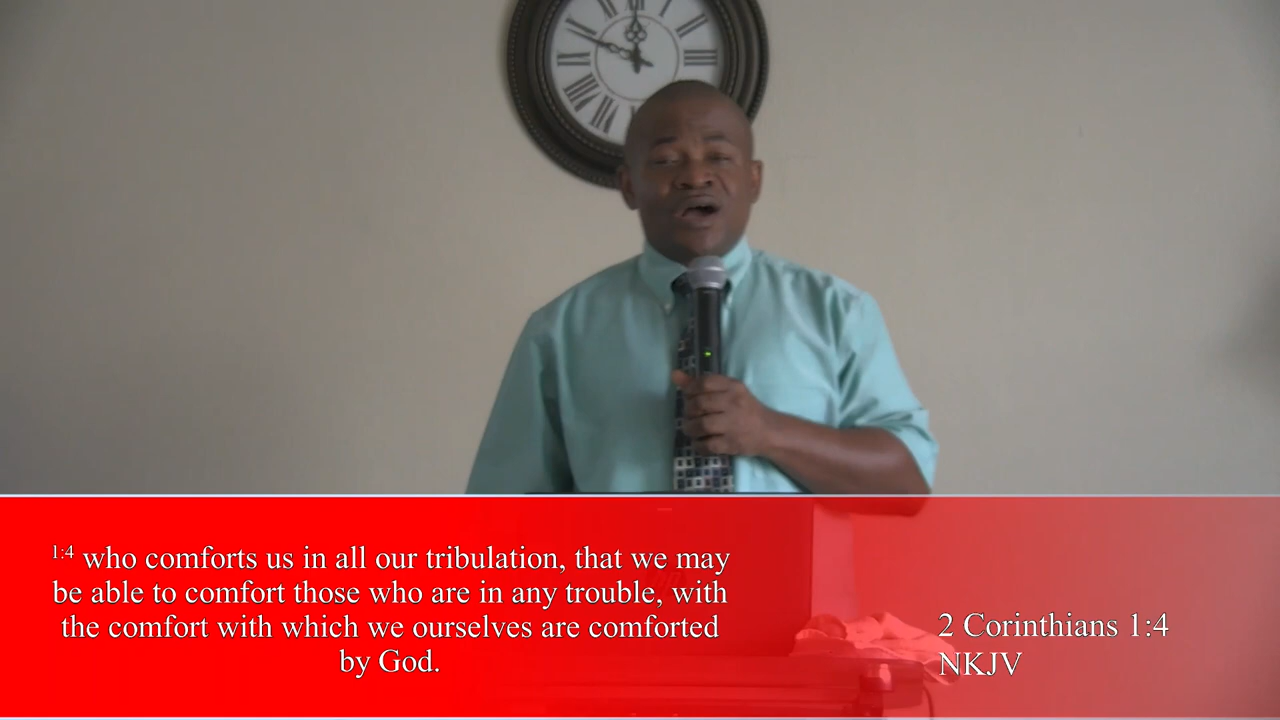 1:4 who comforts us in all our tribulation, that we may
be able to comfort those who are in any trouble, with
the comfort with which we ourselves are comforted
by God.
2 Corinthians 1:4
NKJV